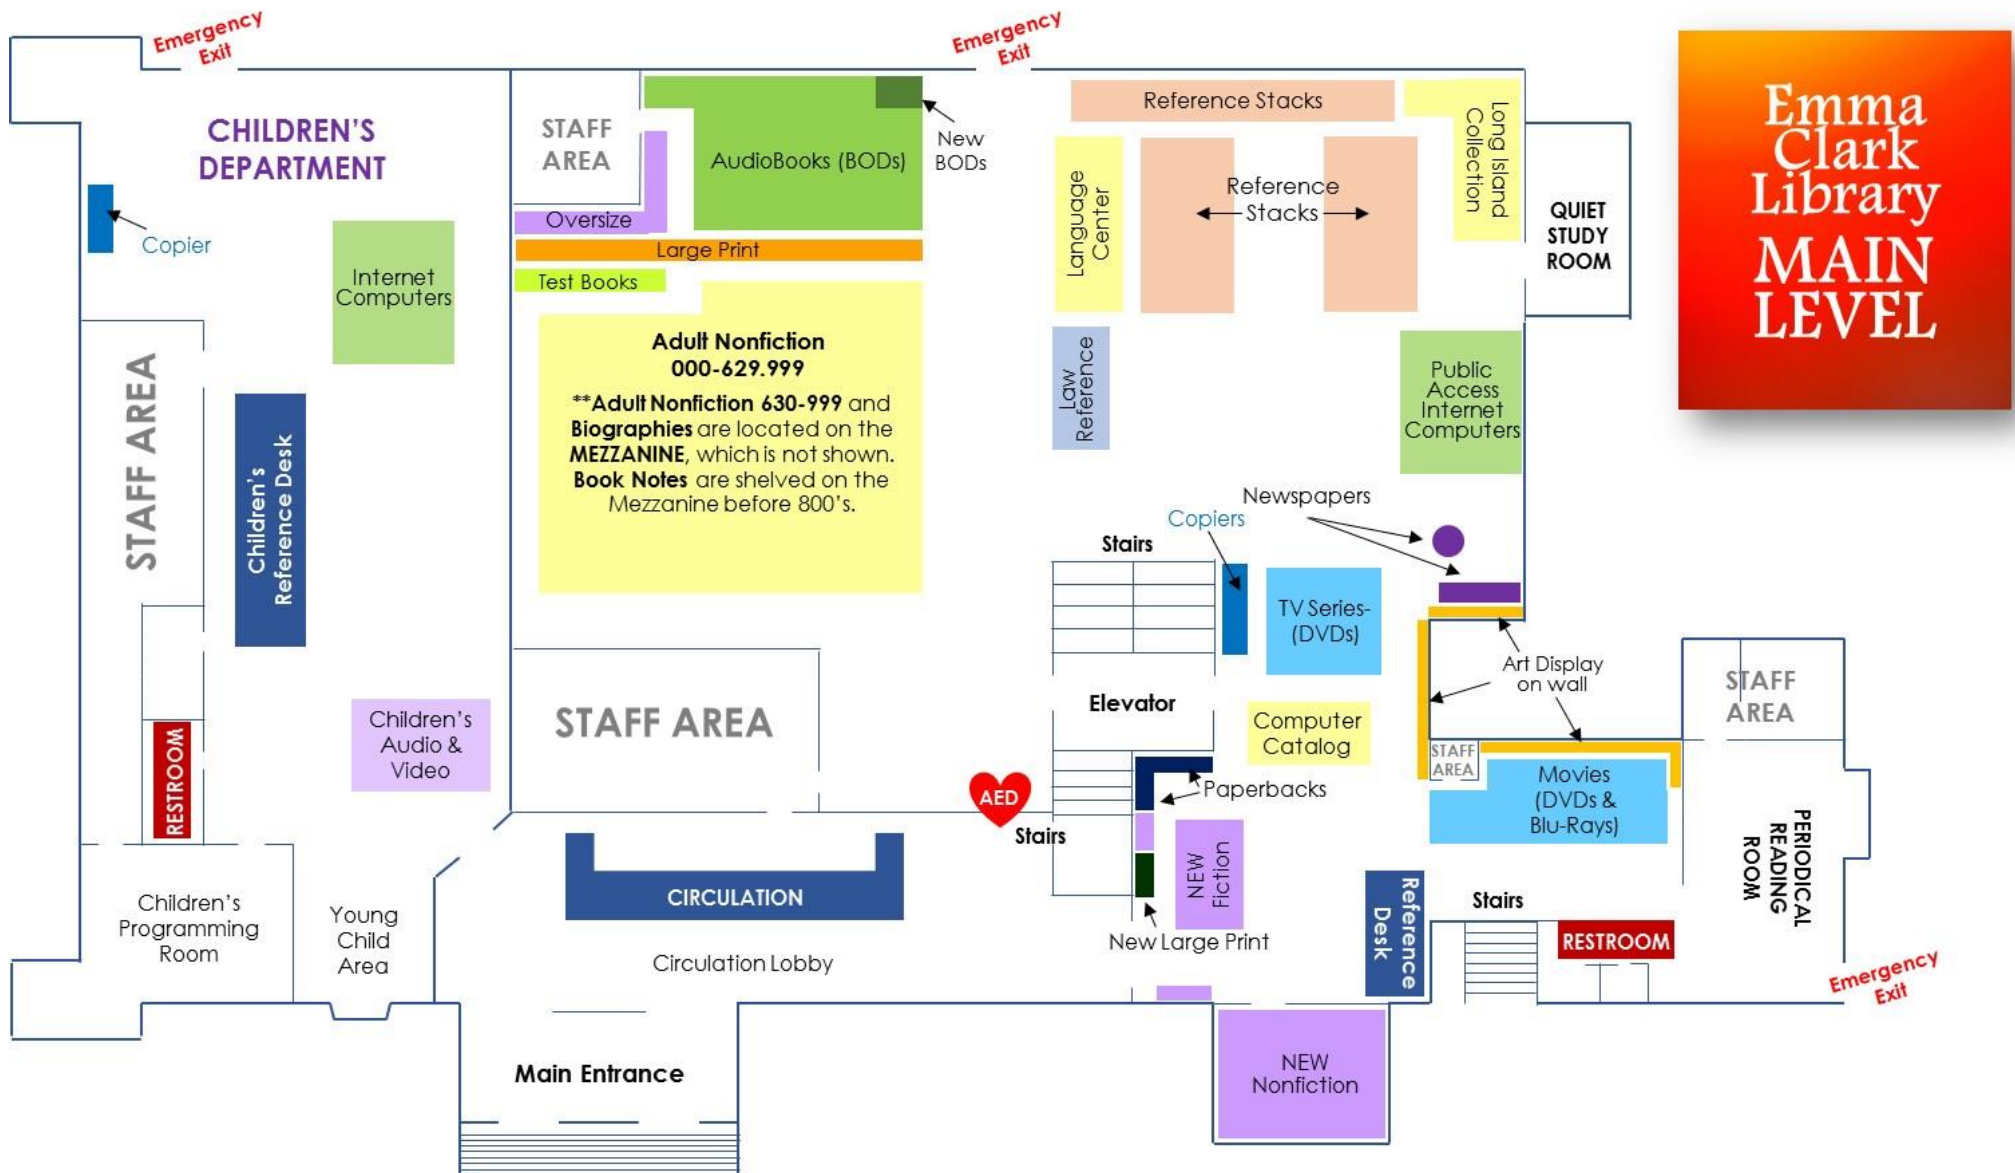 Emergency
Exit
Emergency
Exit
Emma
Clark
Library
MAIN
LEVEL
CHILDREN'S
DEPARTMENT
Copier
Internet
Computers
STAFF AREA
Children's
Reference Desk
RESTROOM
Children's
Audio &
Video
Children's
Programming
Room
Young
Child
Area
STAFF
AREA
AudioBooks (BODs)
New
BODs
Oversize
Large Print
Test Books
Adult Nonfiction
000-629.999
**Adult Nonfiction 630-999 and
Biographies are located on the
MEZZANINE, which is not shown.
Book Notes are shelved on the
Mezzanine before 800's.
STAFF AREA
CIRCULATION
Circulation Lobby
Main Entrance
AED
Stairs
Reference Stacks
Long Island
Collection
Language
Center
Reference
Stacks
QUIET
STUDY
ROOM
Law
Reference
Public
Access
Internet
Computers
Newspapers
Copiers
Stairs
TV Series-
(DVDs)
Elevator
Computer
Catalog
Paperbacks
NEW
Fiction
New Large Print
Art Display
on wall
STAFF
AREA
STAFF
AREA
Movies
(DVDs &
Blu-Rays)
PERIODICAL
READING
ROOM
Reference
Desk
Stairs
RESTROOM
Emergency
Exit
NEW
Nonfiction